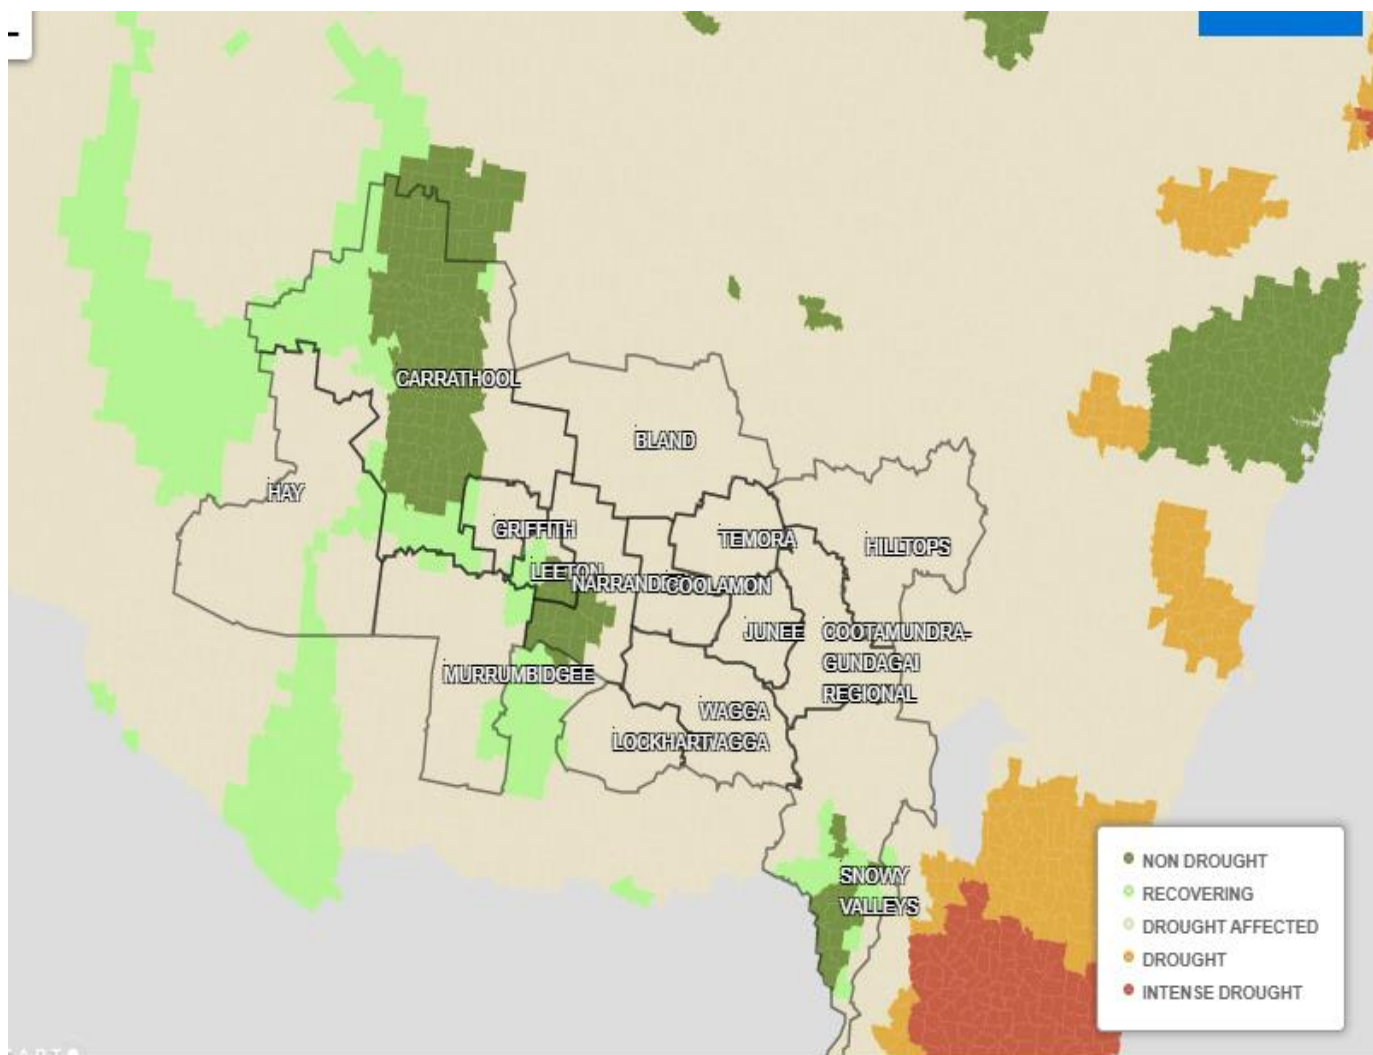 CARRATHOOL
BLAND
HAY
GRIFFITH
TEMORA
HILLTOPS
LEETON
COOLAMON
JUNEE
COOTAMUNDRA-
GUNDAGAI
REGIONAL
MURRUMBIDGEE
WAGGA
WAGGA
LOCKHART
SNOWY
VALLEYS
NON DROUGHT
RECOVERING
DROUGHT AFFECTED
DROUGHT
INTENSE DROUGHT